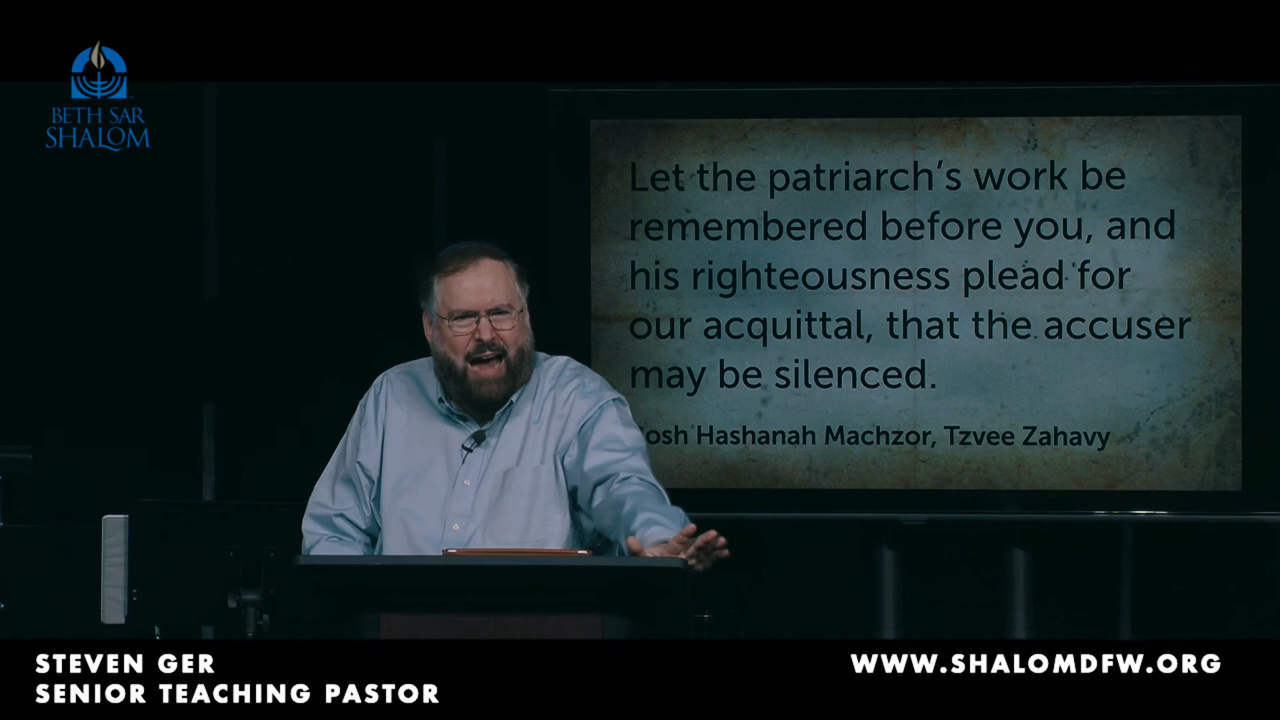 BETH SAR
SHALOM
Let the patriarch's work be
remembered before you, and
his righteousness plead for
our acquittal, that the accuser
may be silenced.
Hashanah Machzor, Tzvee Zahavy
STEVEN GER
SENIOR TEACHING PASTOR
WWW.SHALOMDFW.ORG